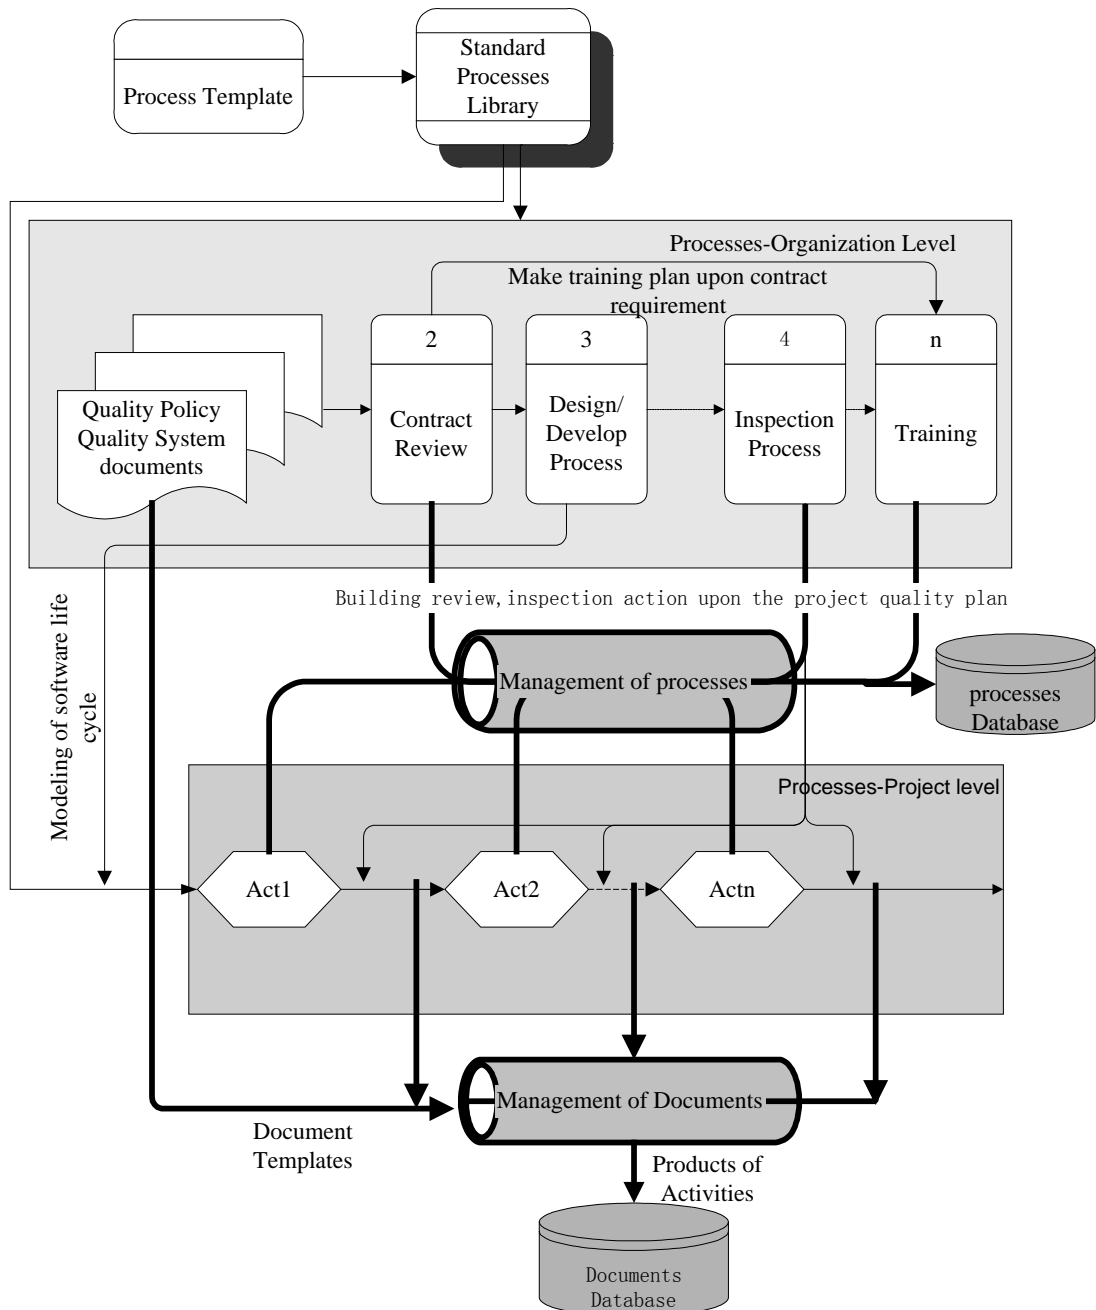 Process Template
Standard
Processes
Library
Processes-Organization Level
Make training plan upon contract
requirement
2
3
4
n
Quality Policy
Quality System
documents
Contract
Review
Design/
Develop
Process
Inspection
Process
Training
Building review,inspection action upon the project quality plan
Modeling of software life
cycle
Management of processes
processes
Database
Processes-Project level
Act1
Act2
Actn
Management of Documents
Document
Templates
Products of
Activities
Documents
Database